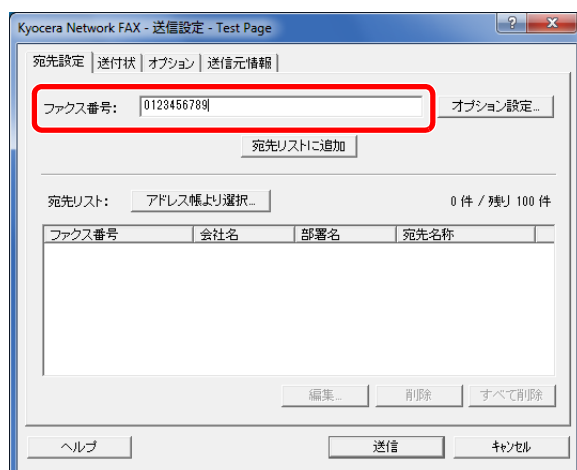 Kyocera Network FAX - 送信設定 - Test Page
宛先設定 送付状 オプション 送信元情報
ファクス番号: 0123456789 オプション設定...
宛先リストに追加
宛先リスト: アドレス帳より選択... 0 件 / 残り 100 件
ファクス番号 会社名 部署名 宛先名称
編集... 削除 すべて削除
ヘルプ 送信 キャンセル